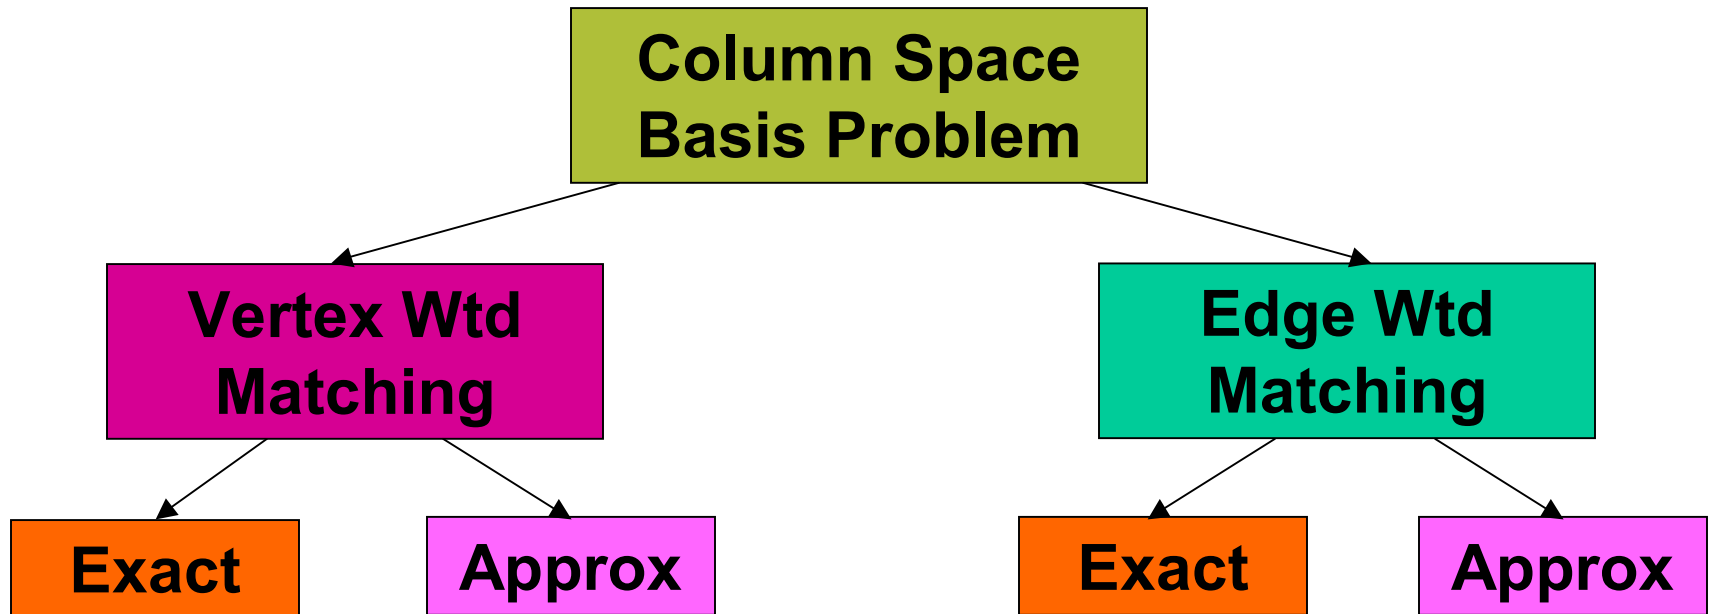 Column Space
Basis Problem
Vertex Wtd
Matching
Edge Wtd
Matching
Exact
Approx
Exact
Approx